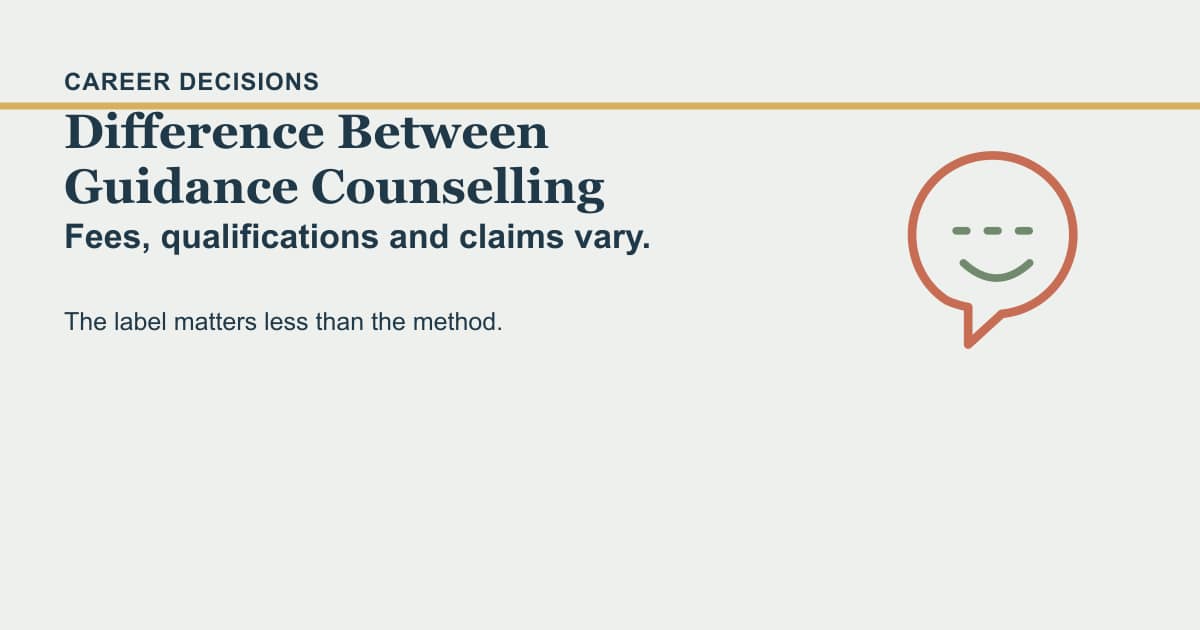 CAREER DECISIONS
Difference Between
Guidance Counselling
Fees, qualifications and claims vary.
The label matters less than the method.